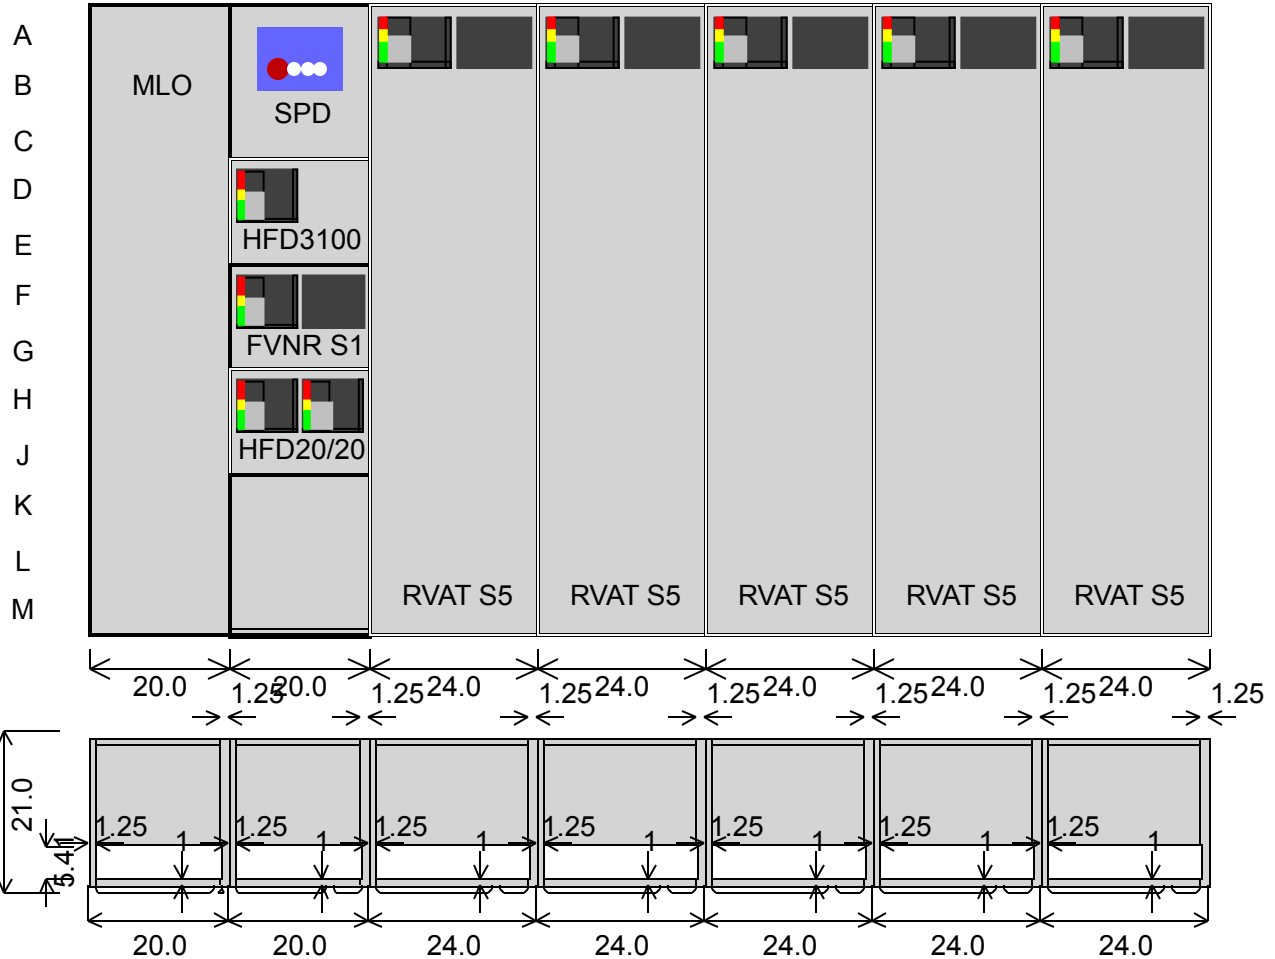 A
B
C
D
E
F
G
H
J
K
L
M
MLO
SPD
HFD3100
FVNR S1
HFD20/20
RVAT S5 RVAT S5 RVAT S5 RVAT S5 RVAT S5
20.0 20.0 24.0 24.0 24.0 24.0 24.0
1.25 1.25 1.25 1.25 1.25 1.25 1.25
21.0
5.41
1.25 1 1.25 1 1.25 1 1.25 1 1.25 1 1.25 1 1.25 1
20.0 20.0 24.0 24.0 24.0 24.0 24.0